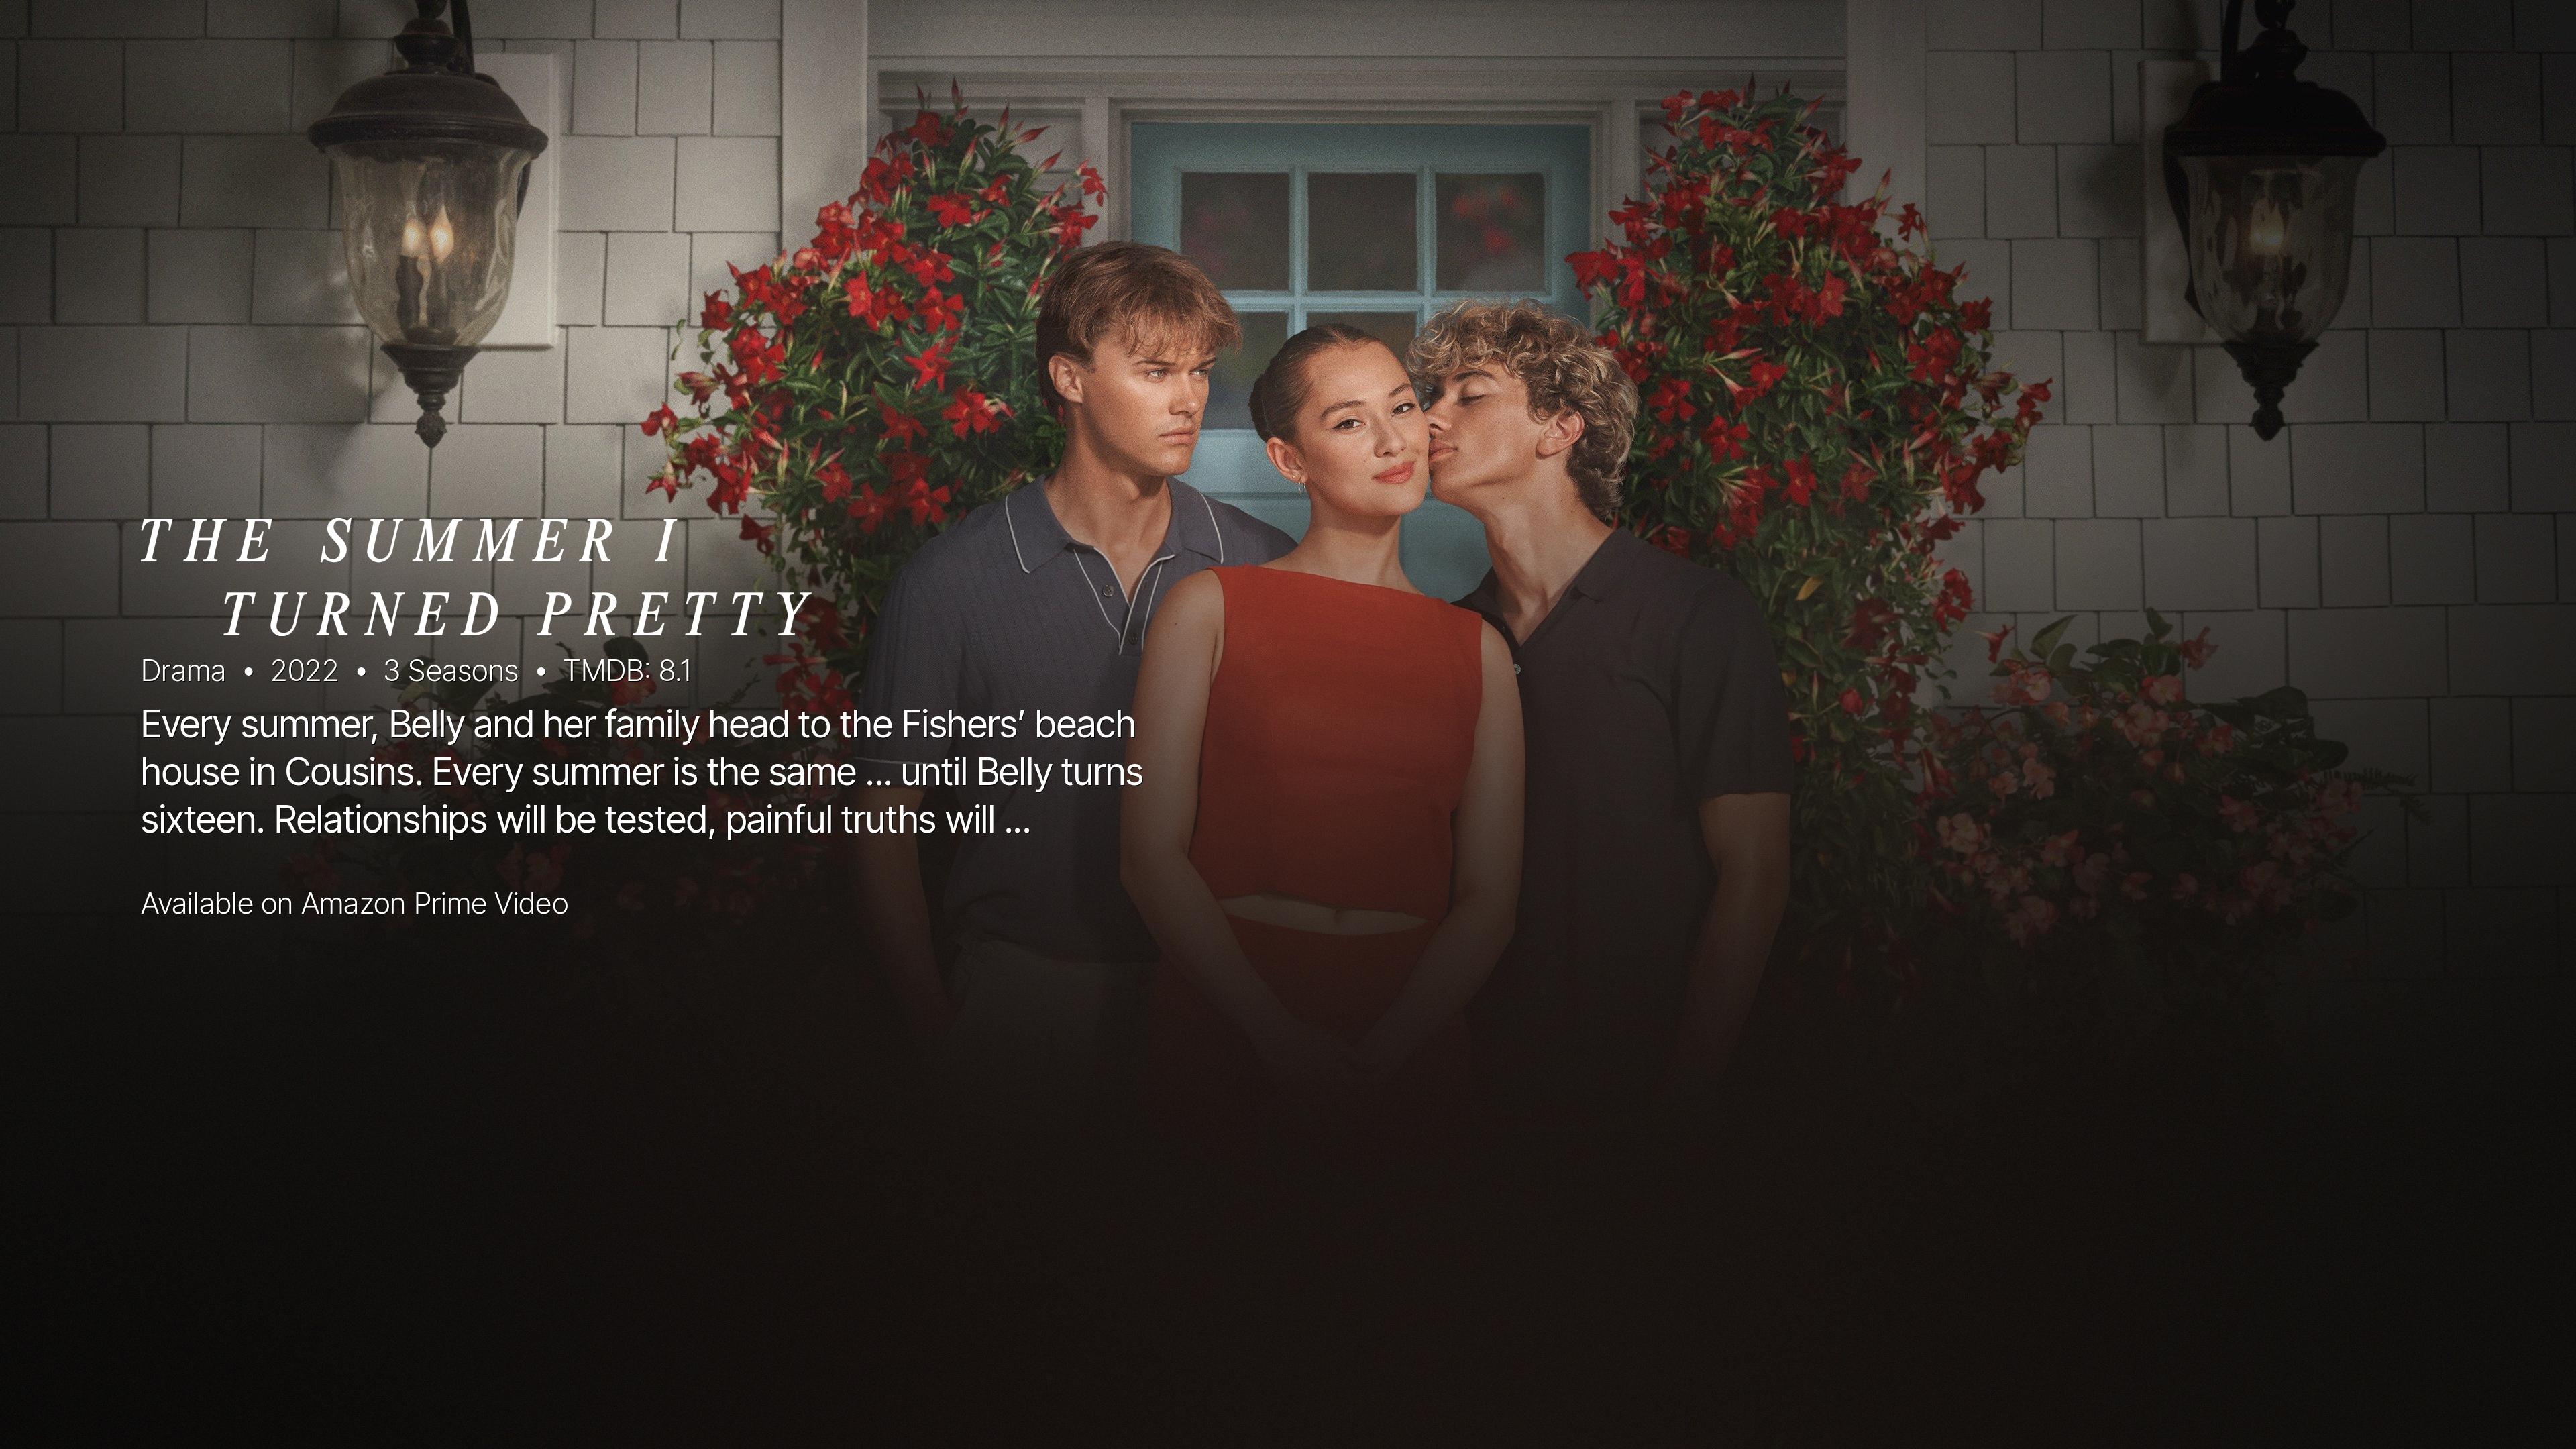 THE SUMMER I
TURNED PRETTY
Drama • 2022 • 3 Seasons • TMDB: 8.1
Every summer, Belly and her family head to the Fishers’ beach
house in Cousins. Every summer is the same ... until Belly turns
sixteen. Relationships will be tested, painful truths will ...
Available on Amazon Prime Video